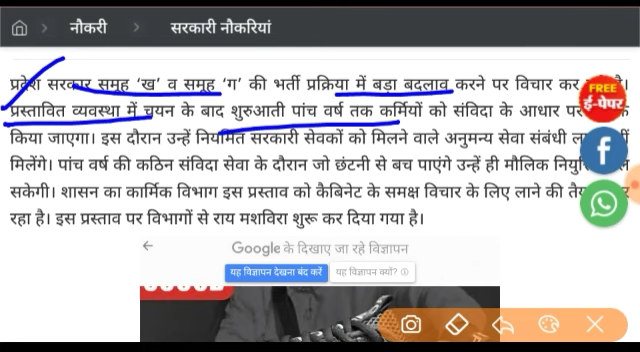 नौकरी > सरकारी नौकरियां
प्रदेश सरकार समूह 'ख' व समूह 'ग' की भर्ती प्रक्रिया में बड़ा बदलाव करने पर विचार कर है।
प्रस्तावित व्यवस्था में चयन के बाद शुरुआती पांच वर्ष तक कर्मियों को संविदा के आधार पर
किया जाएगा। इस दौरान उन्हें नियमित सरकारी सेवकों को मिलने वाले अनुमन्य सेवा संबंधी
मिलेंगे। पांच वर्ष की कठिन संविदा सेवा के दौरान जो छंटनी से बच पाएंगे उन्हें ही मौलिक
सकेगी। शासन का कार्मिक विभाग इस प्रस्ताव को कैबिनेट के समक्ष विचार के लिए लाने की
रहा है। इस प्रस्ताव पर विभागों से राय मशविरा शुरू कर दिया गया है।
FREE
ई-पेपर
Google के दिखाए जा रहे विज्ञापन
यह विज्ञापन देखना बंद करें यह विज्ञापन क्यों?